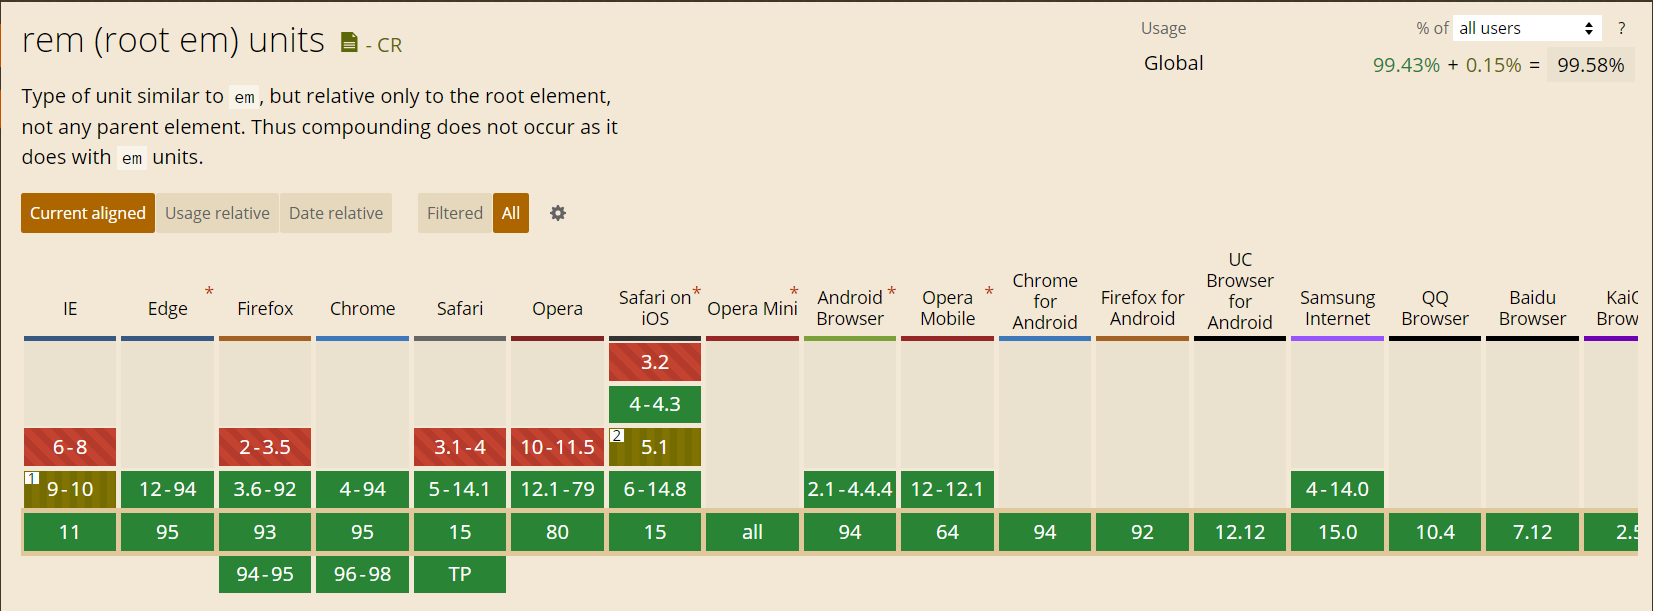 rem (root em) units - CR
Usage % of all users ?
Global 99.43% + 0.15% = 99.58%
Type of unit similar to em, but relative only to the root element,
not any parent element. Thus compounding does not occur as it
does with em units.
Current aligned Usage relative Date relative Filtered All
IE
Edge *
Firefox
Chrome
Safari
Opera
Safari on *
iOS
Opera Mini *
Android *
Browser
Opera *
Mobile
Chrome
for
Android
Firefox for
Android
UC
Browser
for
Android
Samsung
Internet
QQ
Browser
Baidu
Browser
KaiO
Brow
3.2
4-4.3
6-8 2-3.5 3.1-4 10-11.5 2 5.1
1 9-10 12-94 3.6-92 4-94 5-14.1 12.1-79 6-14.8 2.1-4.4.4 12-12.1 4-14.0
11 95 93 95 15 80 15 all 94 64 94 92 12.12 15.0 10.4 7.12 2.5
94-95 96-98 TP